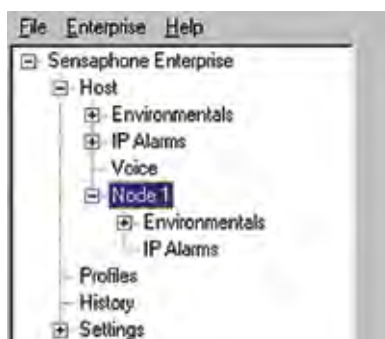 File Enterprise Help
Sensaphone Enterprise
Host
Environmentals
IP Alarms
Voice
Node 1
Environmentals
IP Alarms
Profiles
History
Settings